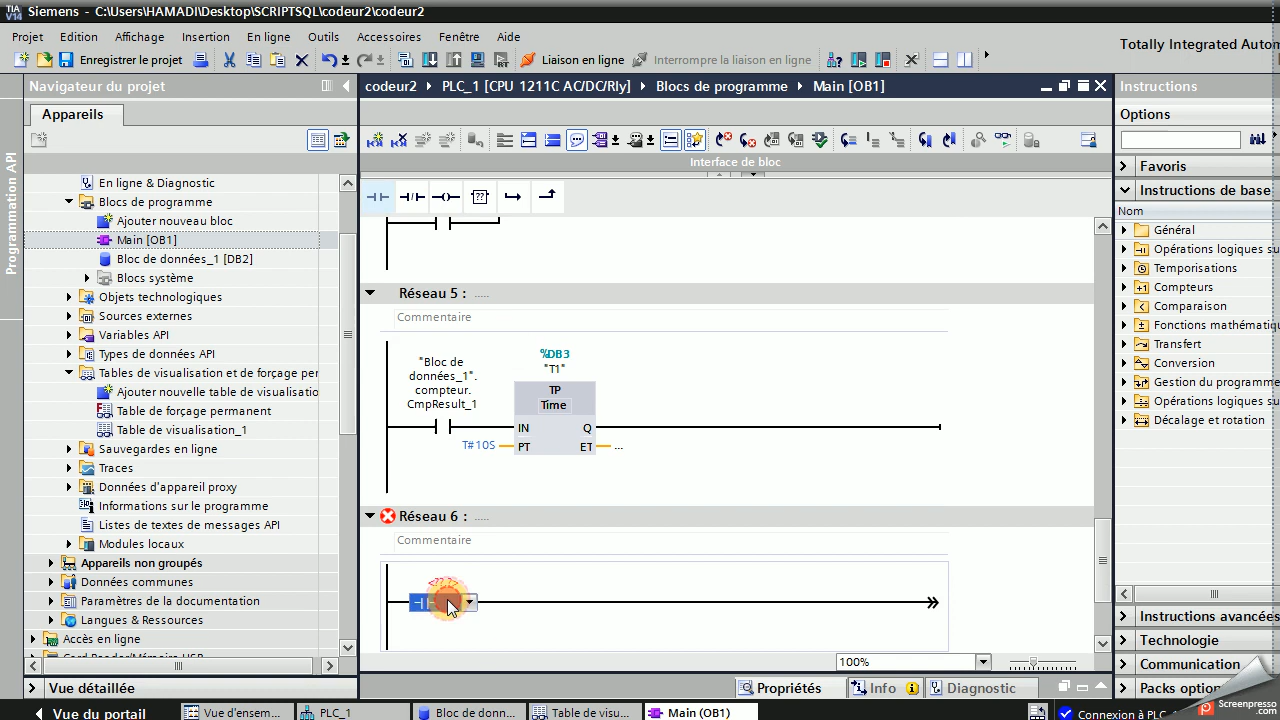 TIA V14 Siemens - C:\Users\HAMADI\Desktop\SCRIPTSQL\codeur2\codeur2
Projet Edition Affichage Insertion En ligne Outils Accessoires Fenêtre Aide
Totally Integrated Autom
Enregistrer le projet Liaison en ligne Interrompre la liaison en ligne
Navigateur du projet
codeur2 PLC_1 [CPU 1211C AC/DC/Rly] Blocs de programme Main [OB1]
Instructions
Appareils
Options
Programmation API
Interface de bloc
Favoris
Instructions de base
Nom
Général
Opérations logiques su
Temporisations
Compteurs
Comparaison
Fonctions mathématiqu
Transfert
Conversion
Gestion du programme
Opérations logiques su
Décalage et rotation
Instructions avancées
Technologie
Communication
Packs option
En ligne & Diagnostic
Blocs de programme
Ajouter nouveau bloc
Main [OB1]
Bloc de données_1 [DB2]
Blocs système
Objets technologiques
Sources externes
Variables API
Types de données API
Tables de visualisation et de forçage per
Ajouter nouvelle table de visualisatio
Table de forçage permanent
Table de visualisation_1
Sauvegardes en ligne
Traces
Données d'appareil proxy
Informations sur le programme
Listes de textes de messages API
Modules locaux
Appareils non groupés
Données communes
Paramètres de la documentation
Langues & Ressources
Accès en ligne
Vue détaillée
??
Réseau 5 : .....
Commentaire
"Bloc de
données_1".
compteur.
CmpResult_1
%DB3
"T1"
TP
Time
IN Q
T#10S PT ET ...
Réseau 6 : .....
Commentaire
100%
Propriétés Info Diagnostic
Vue du portail Vue d'ensem... PLC_1 Bloc de donn... Table de visu... Main (OB1)
Connexion à PLC
Screenpresso
.com